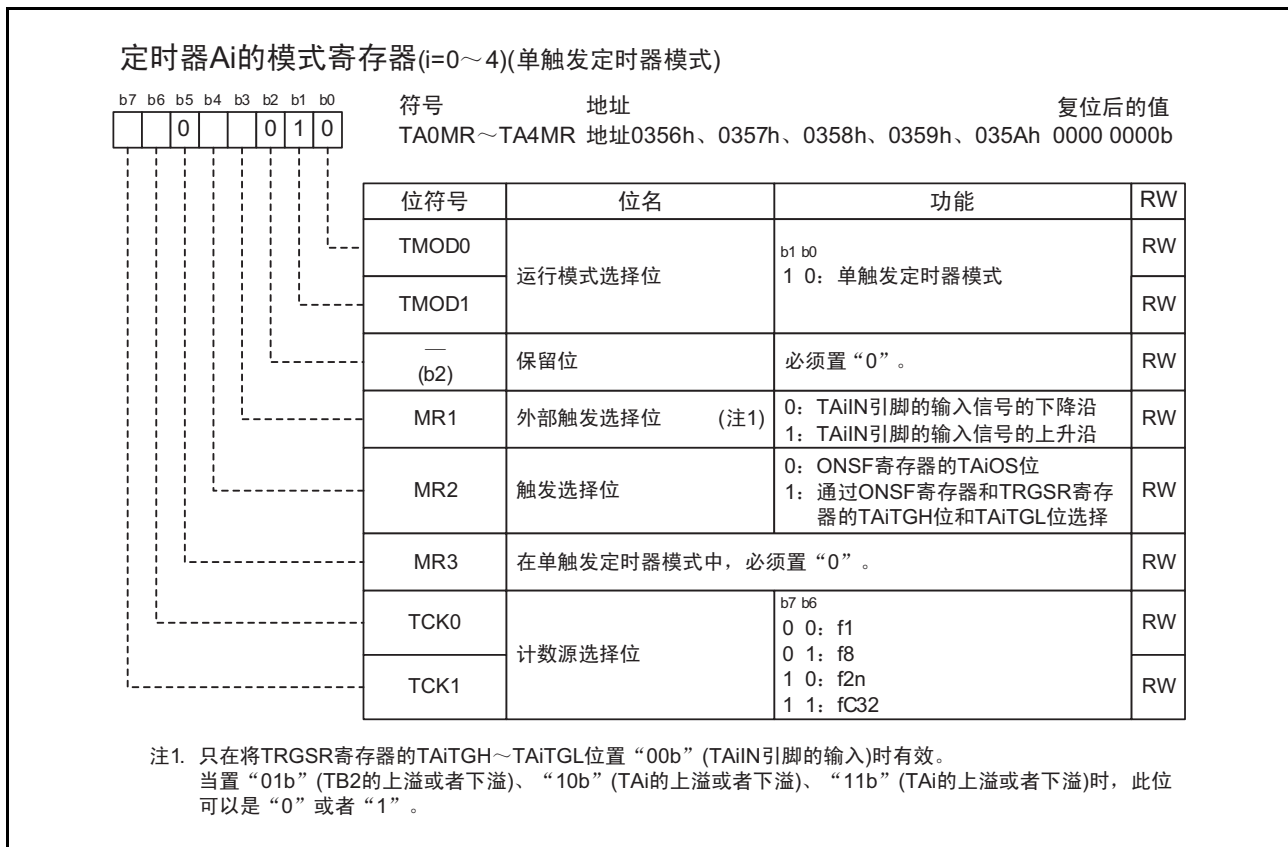 定时器Ai的模式寄存器(i=0～4)(单触发定时器模式)
b7 b6 b5 b4 b3 b2 b1 b0
0 0 1 0
符号 地址 复位后的值
TA0MR～TA4MR 地址0356h、0357h、0358h、0359h、035Ah 0000 0000b
位符号 位名 功能 RW
TMOD0 RW
TMOD1 RW
运行模式选择位
b1 b0
1 0：单触发定时器模式
—
(b2) 保留位 必须置“0”。 RW
MR1 外部触发选择位 (注1) RW
0：TAiIN引脚的输入信号的下降沿
1：TAiIN引脚的输入信号的上升沿
MR2 触发选择位 RW
0：ONSF寄存器的TAiOS位
1：通过ONSF寄存器和TRGSR寄存
器的TAiTGH位和TAiTGL位选择
MR3 在单触发定时器模式中，必须置“0”。 RW
TCK0 RW
TCK1 RW
计数源选择位
b7 b6
0 0：f1
0 1：f8
1 0：f2n
1 1：fC32
注1. 只在将TRGSR寄存器的TAiTGH～TAiTGL位置“00b”(TAiIN引脚的输入)时有效。
当置“01b”(TB2的上溢或者下溢)、“10b”(TAi的上溢或者下溢)、“11b”(TAi的上溢或者下溢)时，此位
可以是“0”或者“1”。